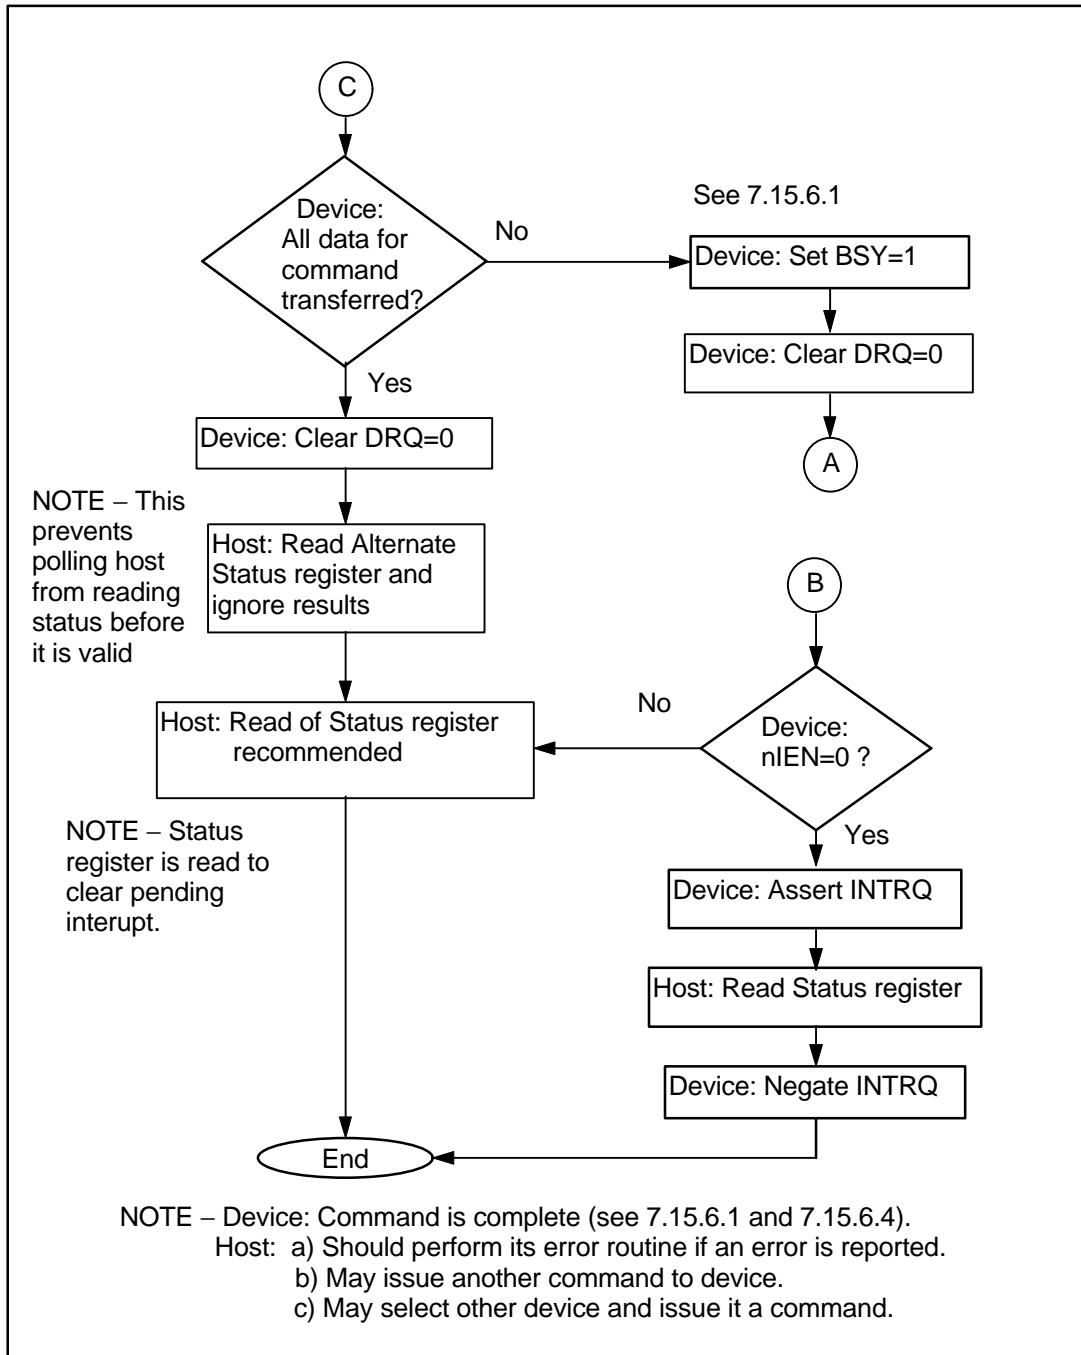 C
Device:
All data for
command
transferred?
No
See 7.15.6.1
Device: Set BSY=1
Device: Clear DRQ=0
A
Yes
Device: Clear DRQ=0
NOTE – This
prevents
polling host
from reading
status before
it is valid
Host: Read Alternate
Status register and
ignore results
Host: Read of Status register
recommended
NOTE – Status
register is read to
clear pending
interupt.
B
No
Device:
nIEN=0 ?
Yes
Device: Assert INTRQ
Host: Read Status register
Device: Negate INTRQ
End
NOTE – Device: Command is complete (see 7.15.6.1 and 7.15.6.4).
Host: a) Should perform its error routine if an error is reported.
b) May issue another command to device.
c) May select other device and issue it a command.